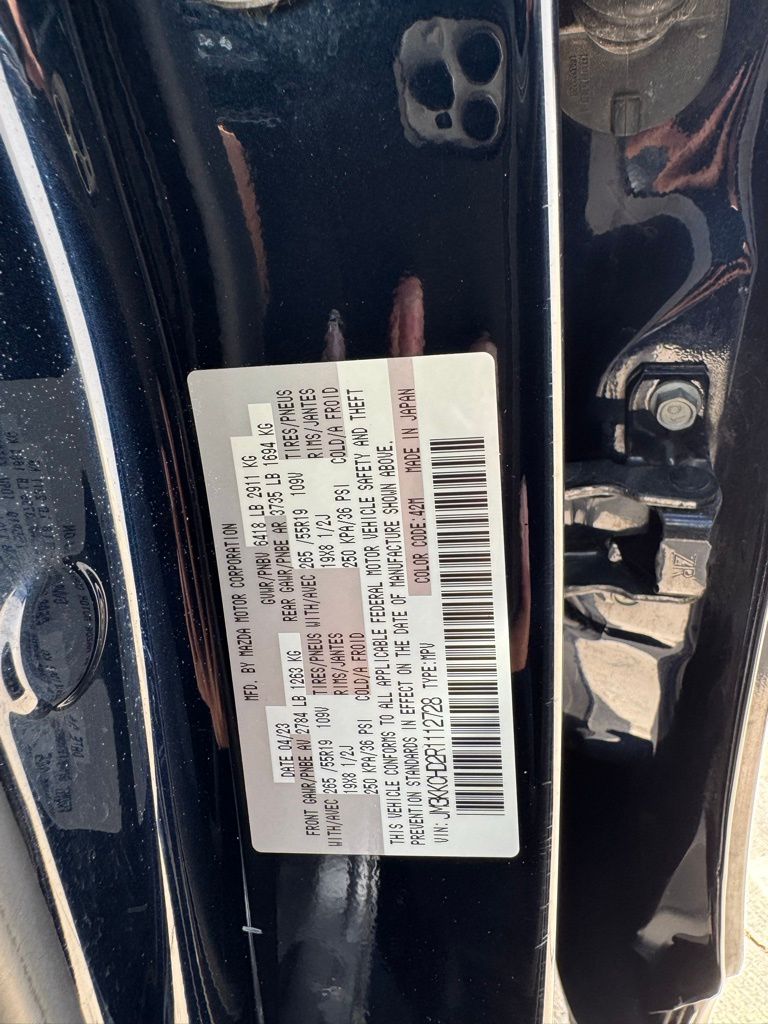 MFD. BY MAZDA MOTOR CORPORATION
DATE 04/23 GVWR/PNBV 6418 LB 2911 KG
FRONT GAWR/PNBE AV 2784 LB 1263 KG REAR GAWR/PNBE AR 3735 LB 1694 KG
TIRES/PNEUS TIRES/PNEUS
WITH/AVEC 265 /55R19 109V RIMS/JANTES WITH/AVEC 265 /55R19 109V RIMS/JANTES
19X8 1/2J COLD/A FROID 19X8 1/2J COLD/A FROID
250 KPA/36 PSI 250 KPA/36 PSI
THIS VEHICLE CONFORMS TO ALL APPLICABLE FEDERAL MOTOR VEHICLE SAFETY AND THEFT
PREVENTION STANDARDS IN EFFECT ON THE DATE OF MANUFACTURE SHOWN ABOVE.
COLOR CODE:42M MADE IN JAPAN
VIN: JM3KKCHD2R1112728 TYPE:MPV